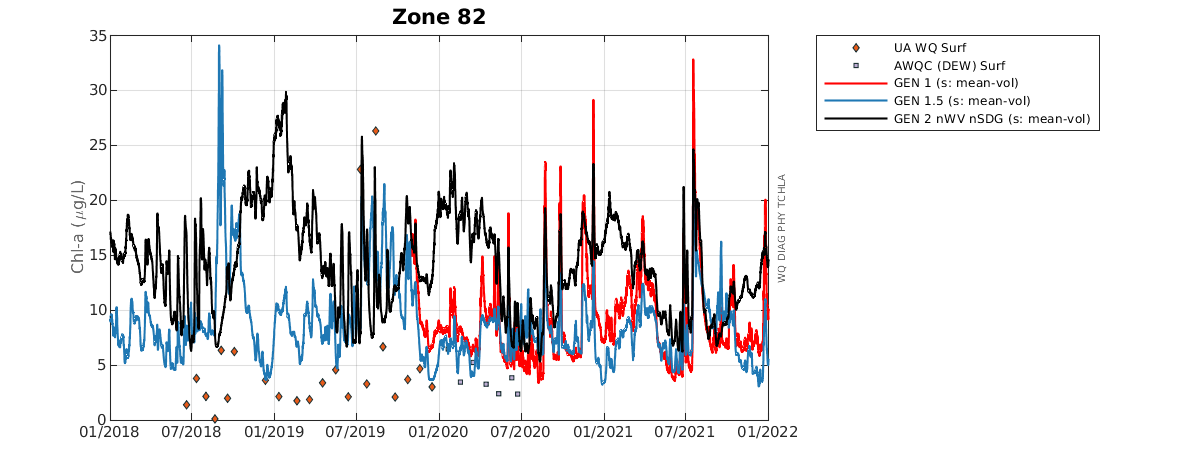 Zone 82
Chl-a (μg/L)
35
30
25
20
15
10
5
0
01/2018 07/2018 01/2019 07/2019 01/2020 07/2020 01/2021 07/2021 01/2022
WQ DIAG PHY TCHLA
UA WQ Surf
AWQC (DEW) Surf
GEN 1 (s: mean-vol)
GEN 1.5 (s: mean-vol)
GEN 2 nWV nSDG (s: mean-vol)